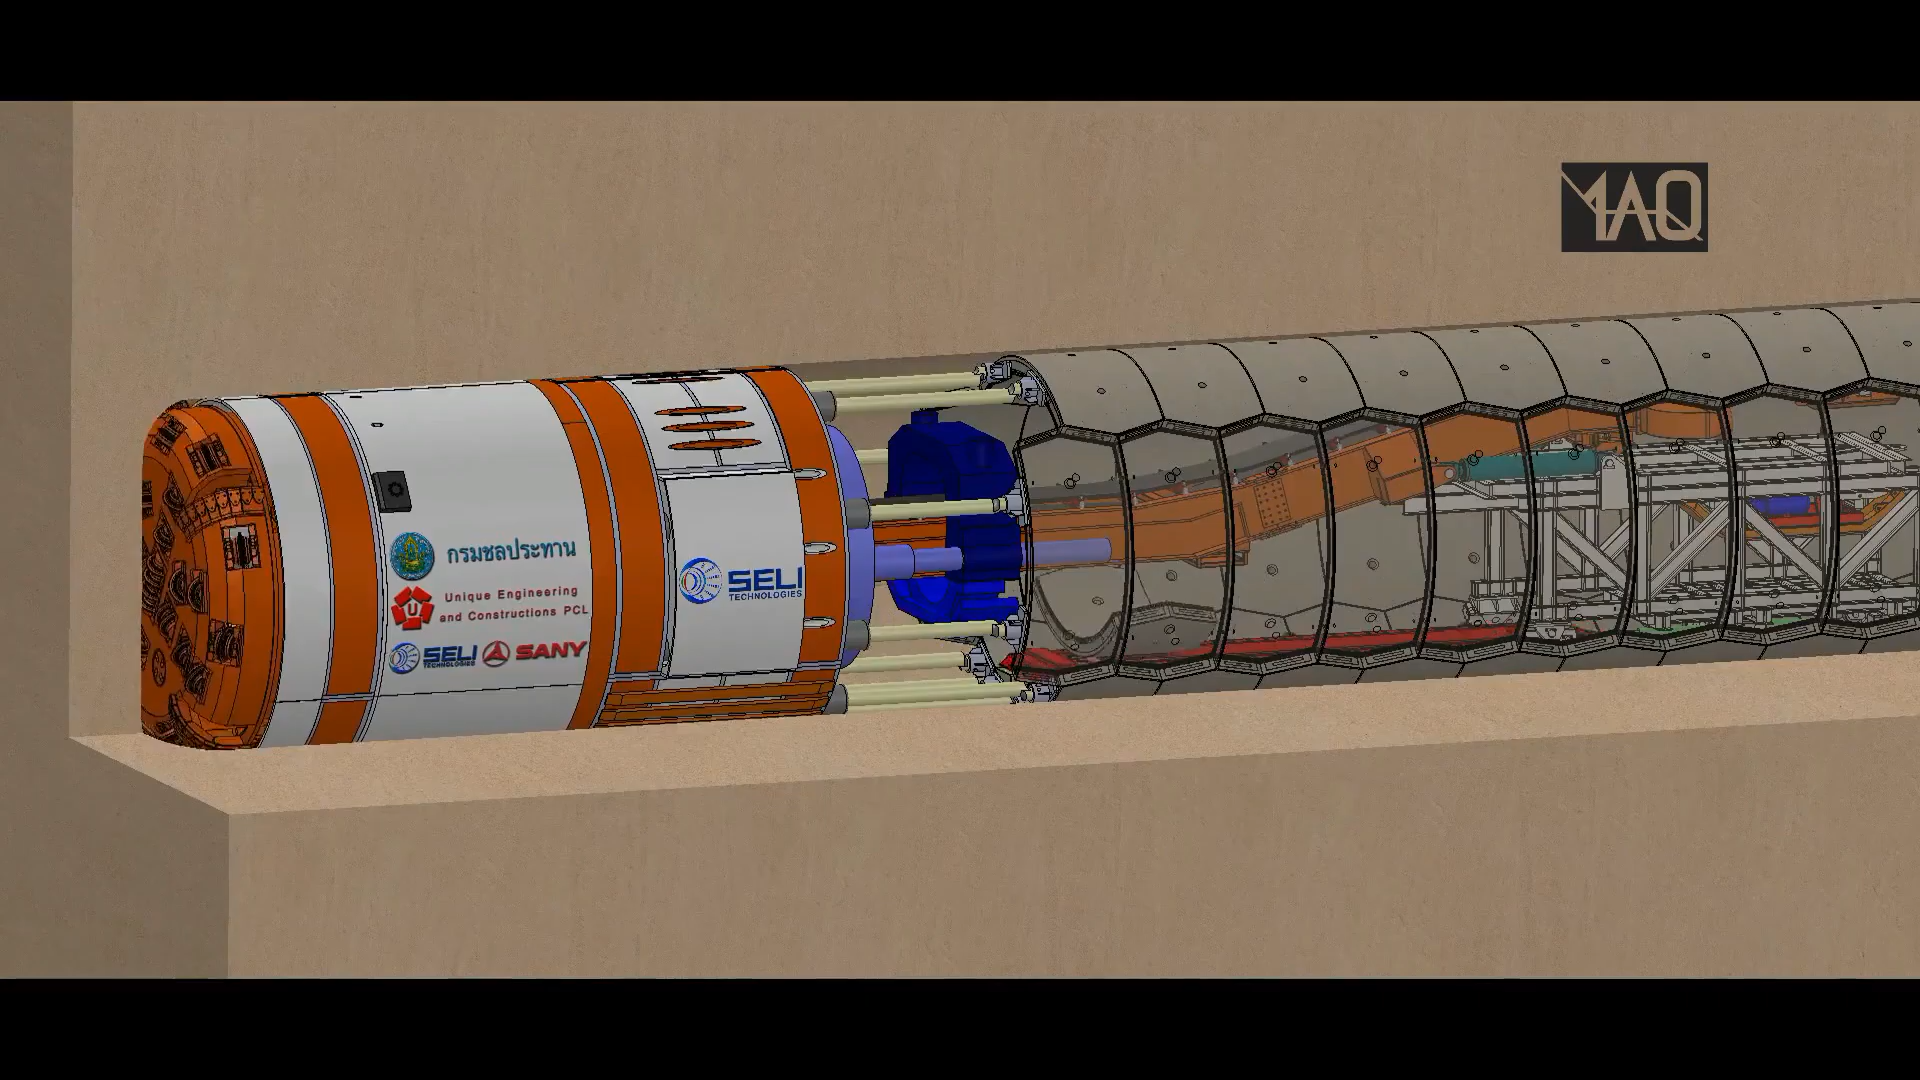 MAQ
กรมชลประทาน
Unique Engineering
and Constructions PCL
U
SELI
TECHNOLOGIES
SANY
SELI
TECHNOLOGIES